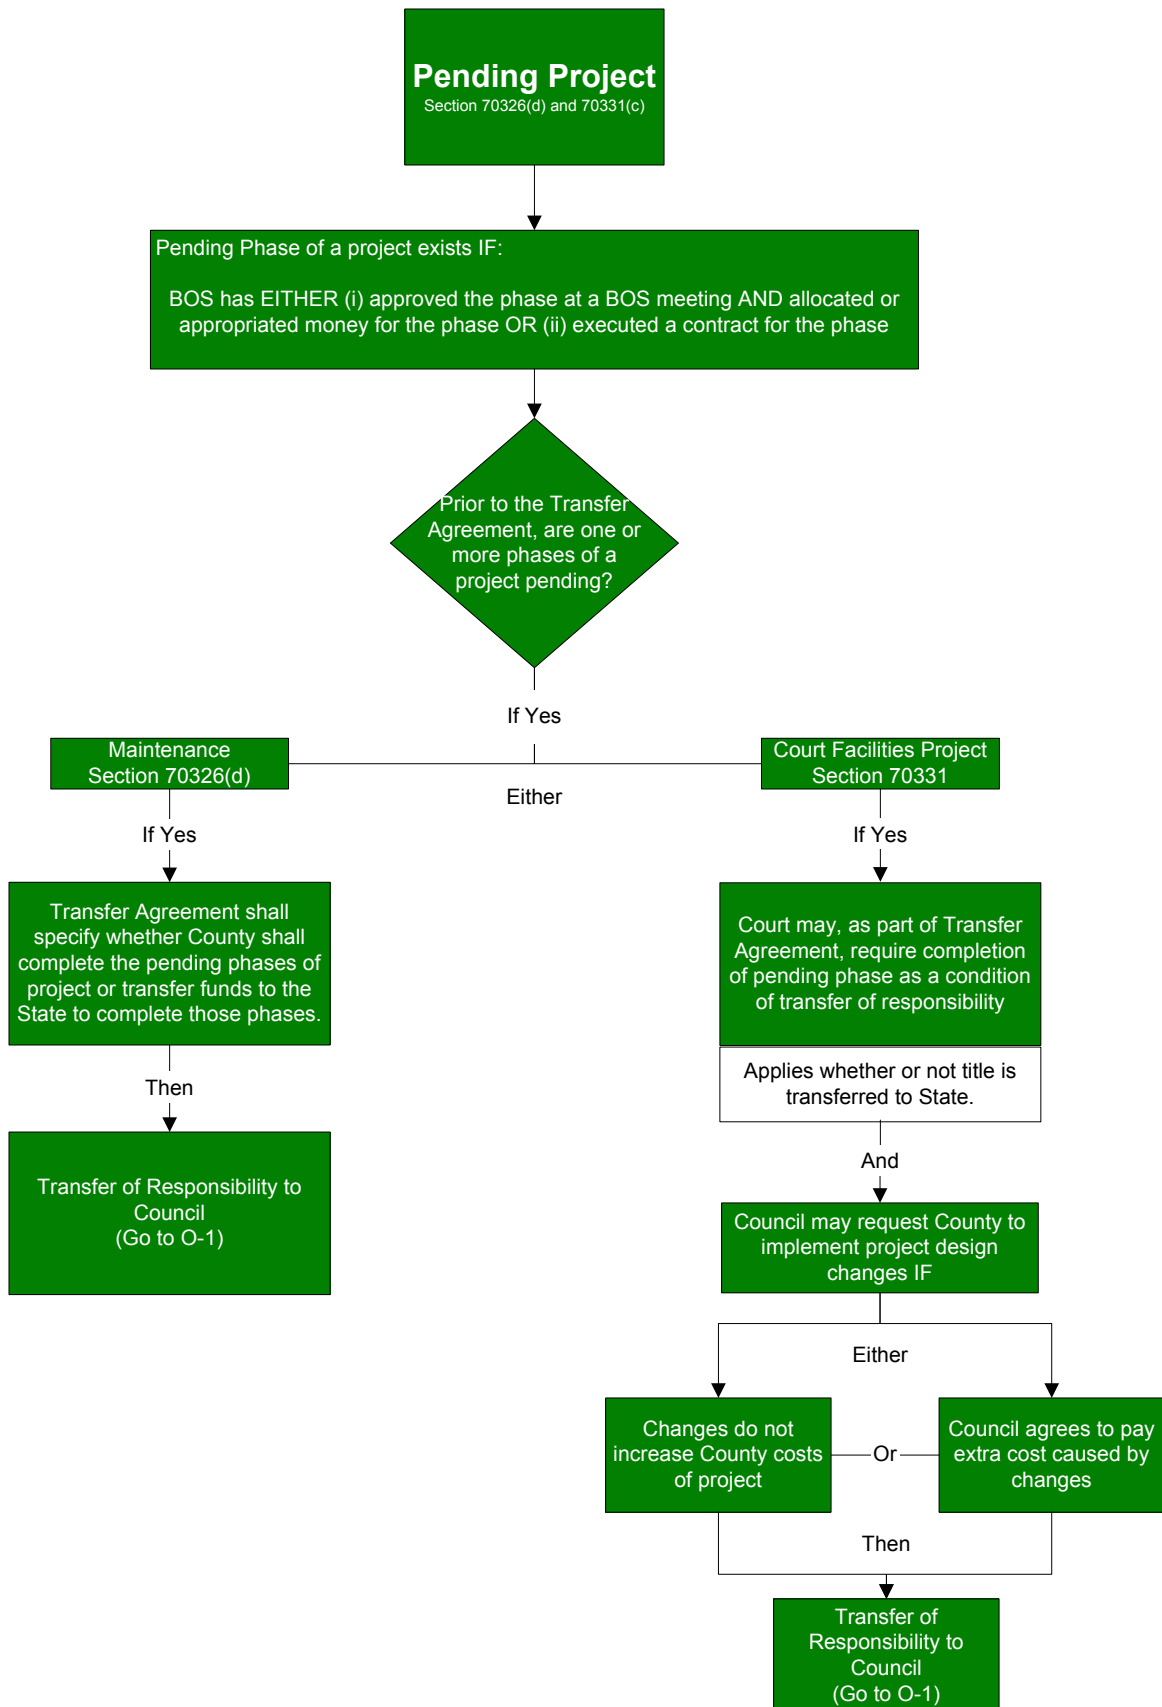 Pending Project
Section 70326(d) and 70331(c)
Pending Phase of a project exists IF:
BOS has EITHER (i) approved the phase at a BOS meeting AND allocated or
appropriated money for the phase OR (ii) executed a contract for the phase
Prior to the Transfer
Agreement, are one or
more phases of a
project pending?
If Yes
Either
Maintenance
Section 70326(d)
If Yes
Transfer Agreement shall
specify whether County shall
complete the pending phases of
project or transfer funds to the
State to complete those phases.
Then
Transfer of Responsibility to
Council
(Go to O-1)
Court Facilities Project
Section 70331
If Yes
Court may, as part of Transfer
Agreement, require completion
of pending phase as a condition
of transfer of responsibility
Applies whether or not title is
transferred to State.
And
Council may request County to
implement project design
changes IF
Either
Changes do not
increase County costs
of project
Or
Council agrees to pay
extra cost caused by
changes
Then
Transfer of
Responsibility to
Council
(Go to O-1)